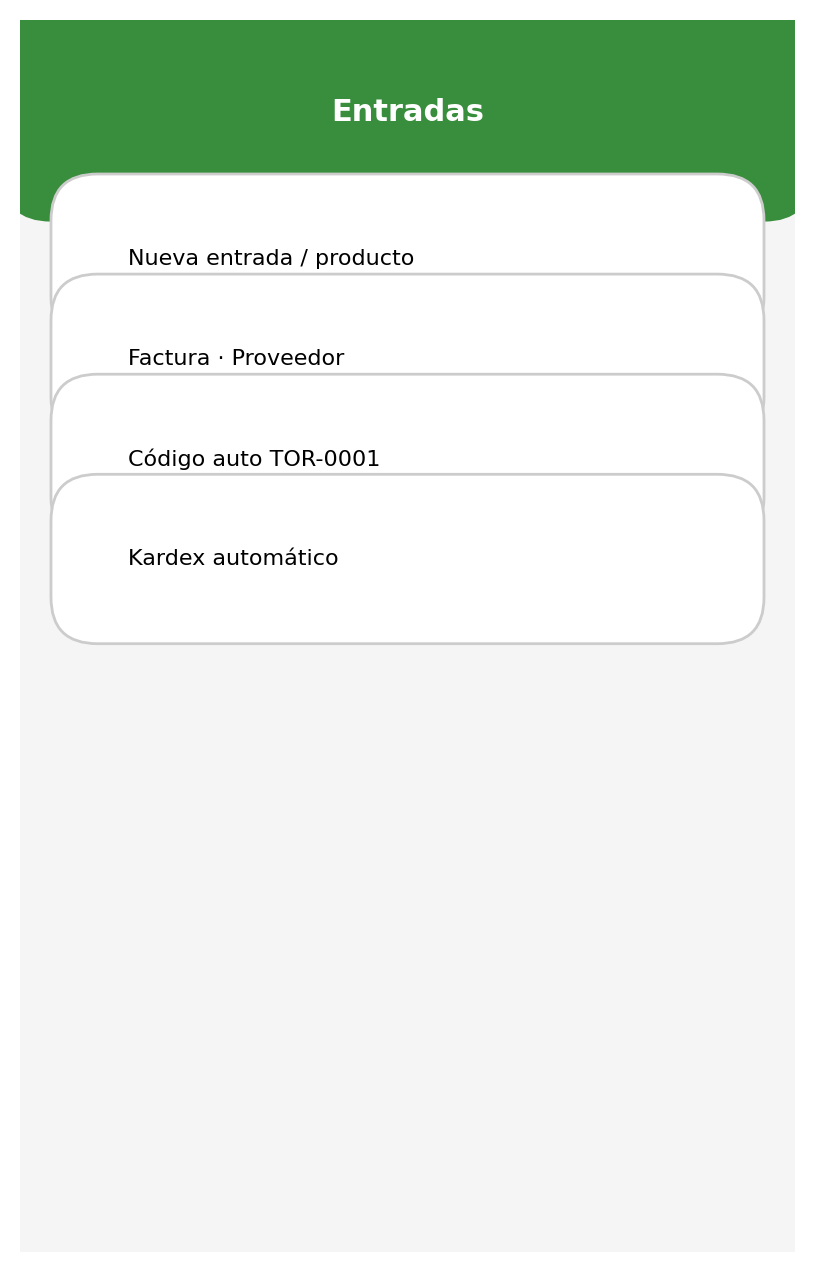 Entradas
Nueva entrada / producto
Factura · Proveedor
Código auto TOR-0001
Kardex automático